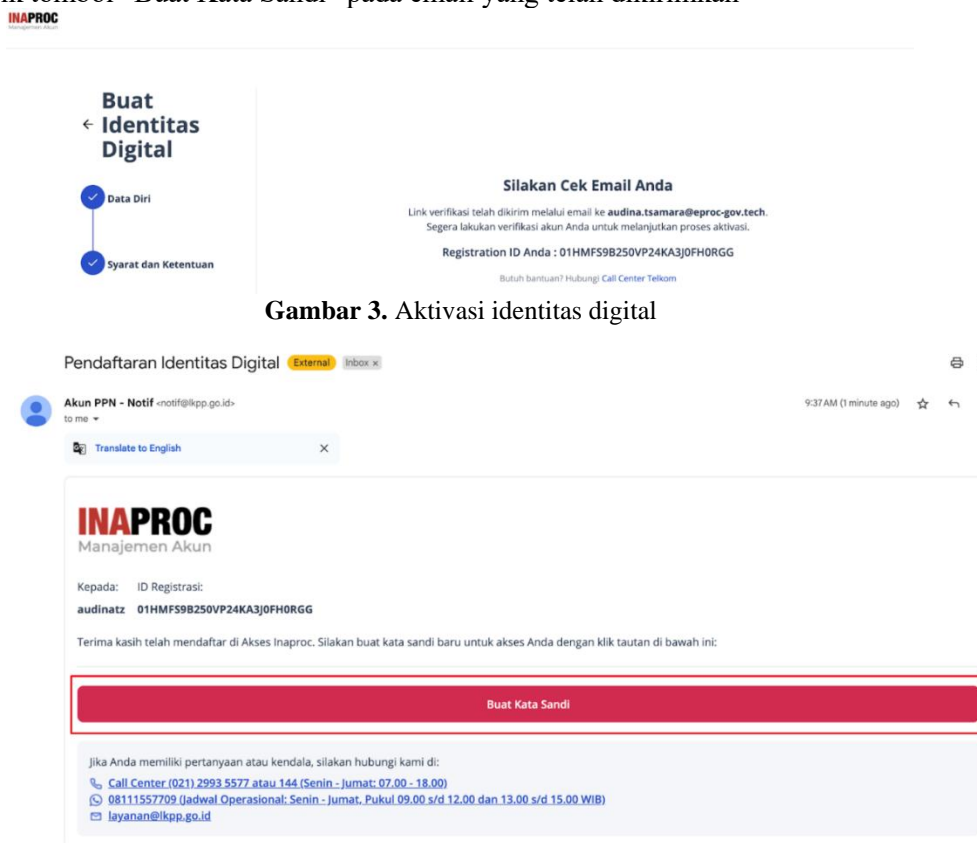 tombol "Buat Kata Sandi" pada email yang telah dikirimkan
INAPROC
Manajemen Akun
Buat
← Identitas
Digital
Data Diri
Syarat dan Ketentuan
Silakan Cek Email Anda
Link verifikasi telah dikirim melalui email ke audina.tsamara@eproc-gov.tech.
Segera lakukan verifikasi akun Anda untuk melanjutkan proses aktivasi.
Registration ID Anda : 01HMFS9B250VP24KA3J0FH0RGG
Butuh bantuan? Hubungi Call Center Telkom
Gambar 3. Aktivasi identitas digital
Pendaftaran Identitas Digital External Inbox ×
Akun PPN - Notif <notif@lkpp.go.id> 9:37 AM (1 minute ago)
to me
Translate to English ×
INAPROC
Manajemen Akun
Kepada: ID Registrasi:
audinatz 01HMFS9B250VP24KA3J0FH0RGG
Terima kasih telah mendaftar di Akses Inaproc. Silakan buat kata sandi baru untuk akses Anda dengan klik tautan di bawah ini:
Buat Kata Sandi
Jika Anda memiliki pertanyaan atau kendala, silakan hubungi kami di:
Call Center (021) 2993 5577 atau 144 (Senin - Jumat: 07.00 - 18.00)
08111557709 (Jadwal Operasional: Senin - Jumat, Pukul 09.00 s/d 12.00 dan 13.00 s/d 15.00 WIB)
layanan@lkpp.go.id